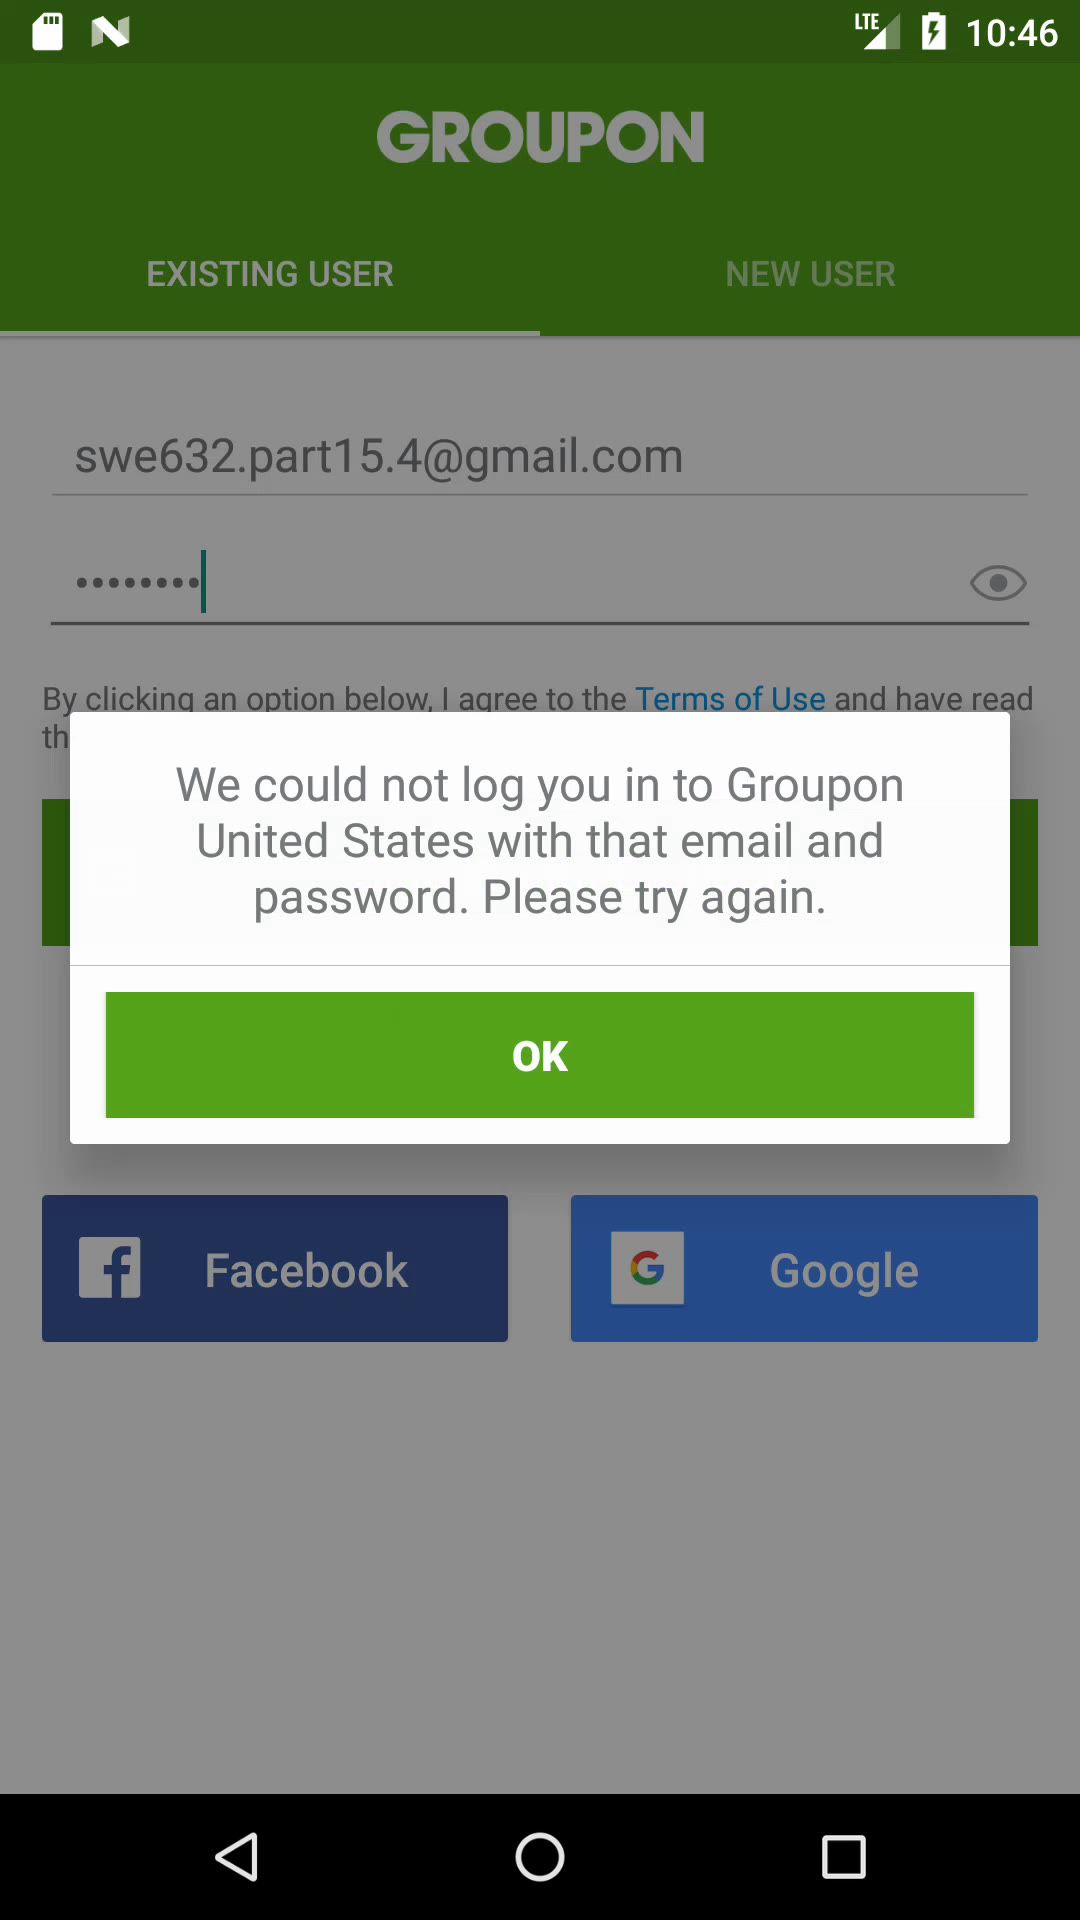 LTE 10:46
GROUPON
EXISTING USER NEW USER
swe632.part15.4@gmail.com
••••••••
By clicking an option below, I agree to the Terms of Use and have read
th
We could not log you in to Groupon
United States with that email and
password. Please try again.
OK
Facebook Google